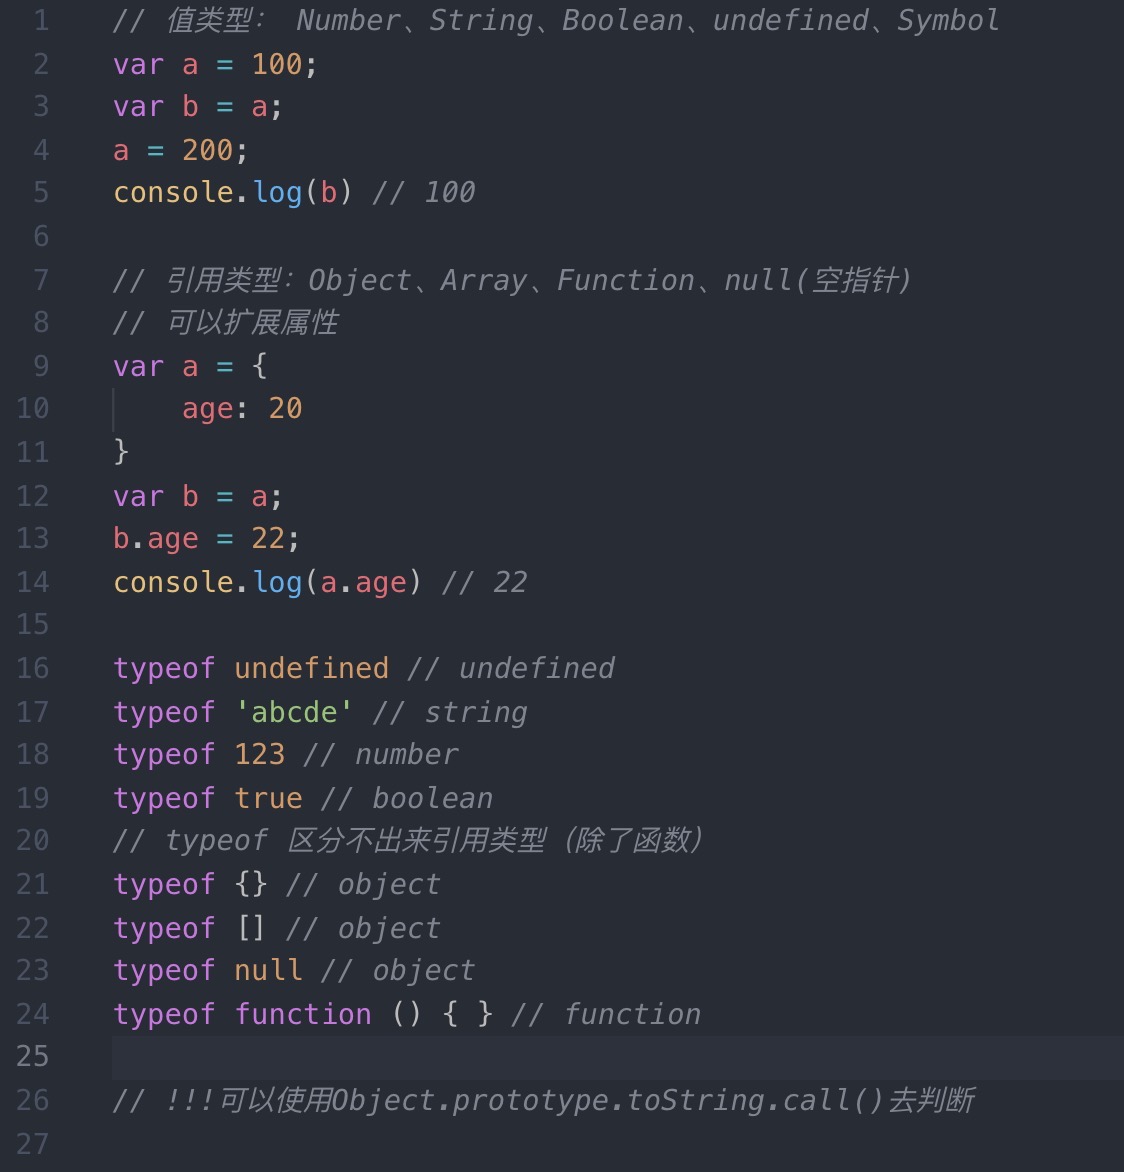 1 // 值类型： Number、String、Boolean、undefined、Symbol
2 var a = 100;
3 var b = a;
4 a = 200;
5 console.log(b) // 100
6
7 // 引用类型：Object、Array、Function、null(空指针)
8 // 可以扩展属性
9 var a = {
10     age: 20
11 }
12 var b = a;
13 b.age = 22;
14 console.log(a.age) // 22
15
16 typeof undefined // undefined
17 typeof 'abcde' // string
18 typeof 123 // number
19 typeof true // boolean
20 // typeof 区分不出来引用类型（除了函数）
21 typeof {} // object
22 typeof [] // object
23 typeof null // object
24 typeof function () { } // function
25
26 // !!!可以使用Object.prototype.toString.call()去判断
27